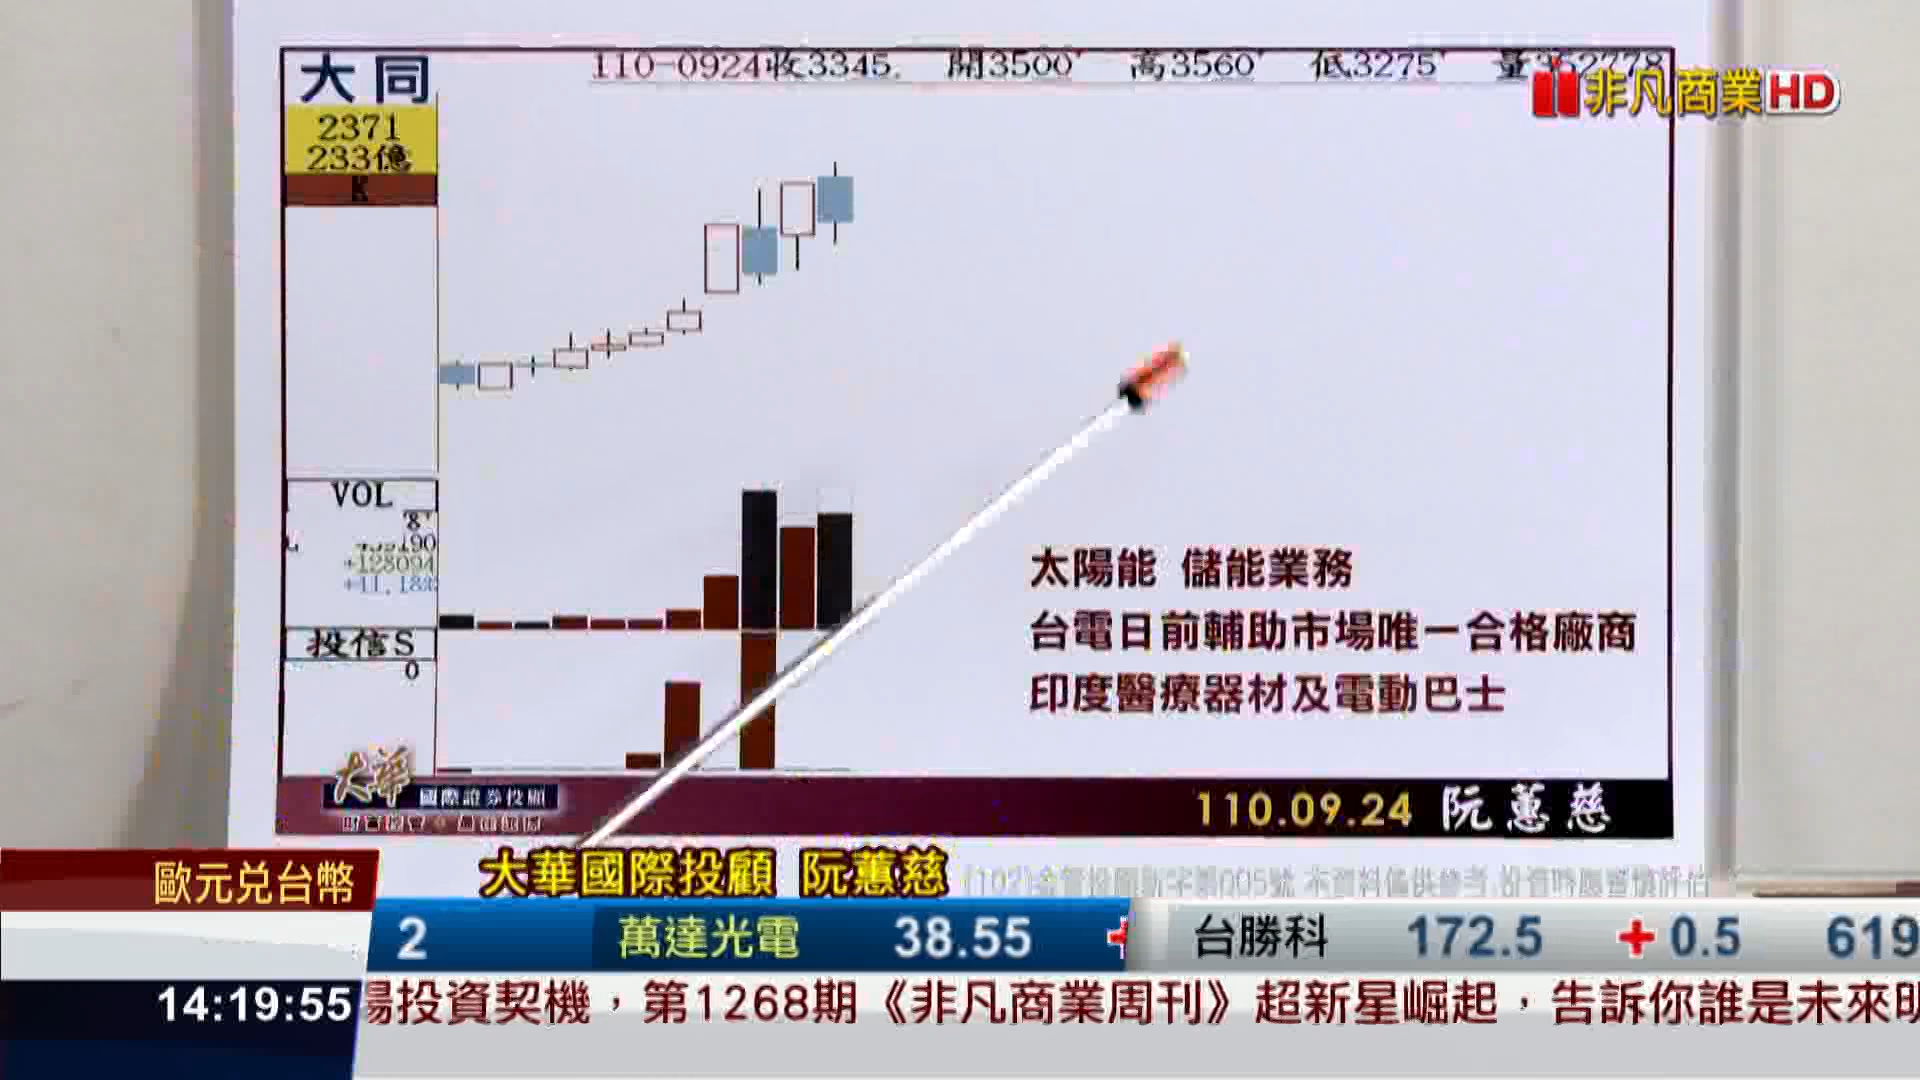 大同
110-0924收3345. 開3500' 高3560' 低3275'
非凡商業HD
2371
233億
K
VOL
'8'
+128094
投信S
0
太陽能 儲能業務
台電日前輔助市場唯一合格廠商
印度醫療器材及電動巴士
大華
國際證券投顧
110.09.24 阮蕙慈
歐元兌台幣
大華國際投顧 阮蕙慈
2 萬達光電 38.55
台勝科 172.5 +0.5 619
14:19:55
場投資契機，第1268期《非凡商業周刊》超新星崛起，告訴你誰是未來明